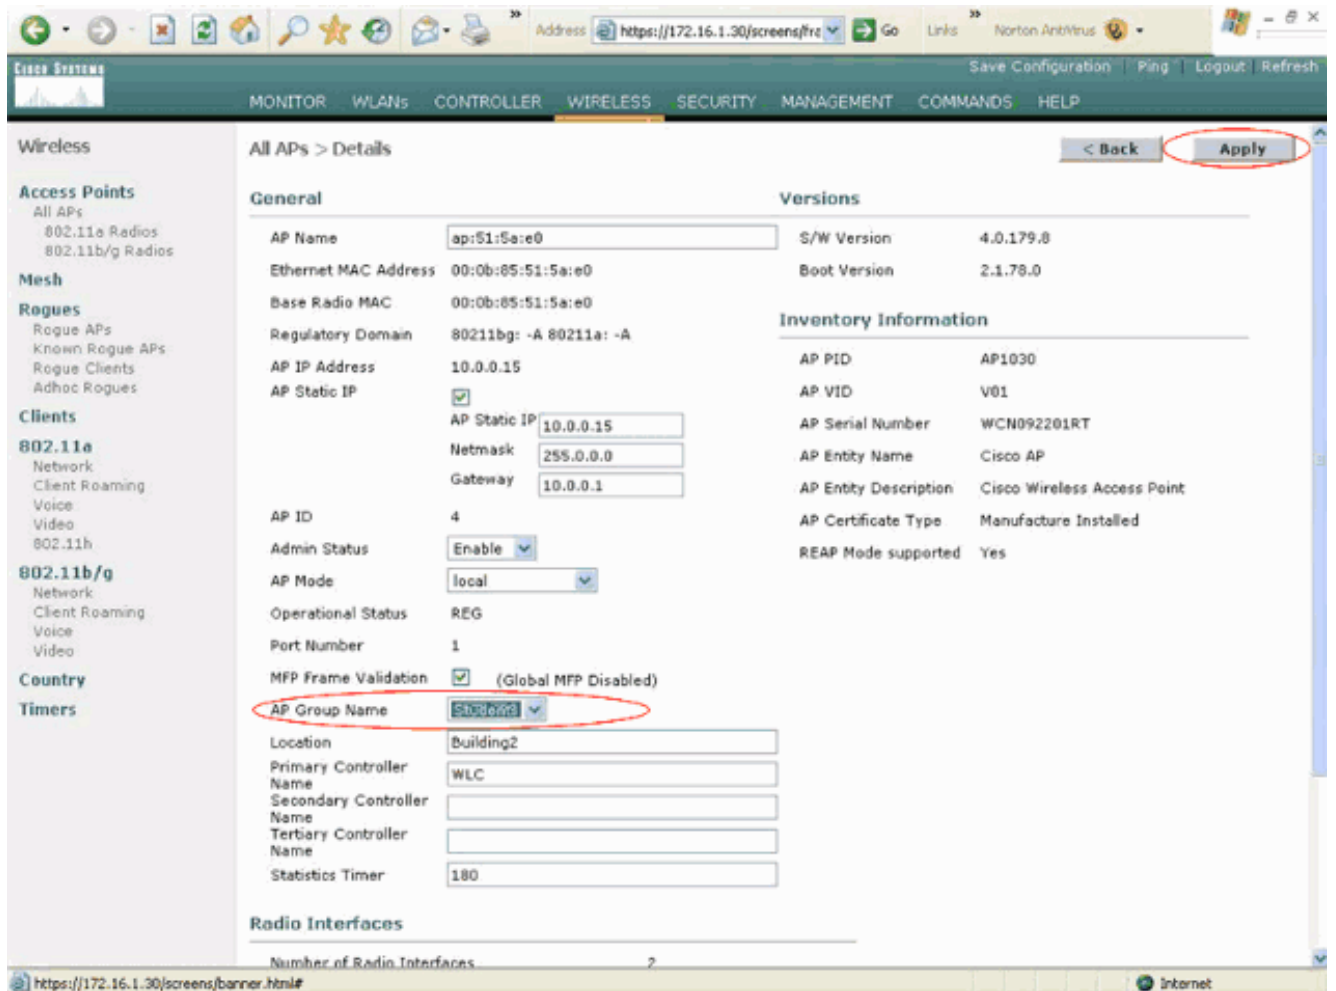 »
Address https://172.16.1.30/screens/fra Go Links » Norton AntiVirus
CISCO SYSTEMS
Save Configuration | Ping | Logout | Refresh
MONITOR WLANs CONTROLLER WIRELESS SECURITY MANAGEMENT COMMANDS HELP
Wireless
Access Points
All APs
802.11a Radios
802.11b/g Radios
Mesh
Rogues
Rogue APs
Known Rogue APs
Rogue Clients
Adhoc Rogues
Clients
802.11a
Network
Client Roaming
Voice
Video
802.11h
802.11b/g
Network
Client Roaming
Voice
Video
Country
Timers
All APs > Details
< Back Apply
General
AP Name ap:51:5a:e0
Ethernet MAC Address 00:0b:85:51:5a:e0
Base Radio MAC 00:0b:85:51:5a:e0
Regulatory Domain 80211bg: -A 80211a: -A
AP IP Address 10.0.0.15
AP Static IP
AP Static IP 10.0.0.15
Netmask 255.0.0.0
Gateway 10.0.0.1
AP ID 4
Admin Status Enable
AP Mode local
Operational Status REG
Port Number 1
MFP Frame Validation (Global MFP Disabled)
AP Group Name
Location Building2
Primary Controller
Name WLC
Secondary Controller
Name
Tertiary Controller
Name
Statistics Timer 180
Radio Interfaces
Number of Radio Interfaces 2
Versions
S/W Version 4.0.179.8
Boot Version 2.1.78.0
Inventory Information
AP PID AP1030
AP VID V01
AP Serial Number WCN092201RT
AP Entity Name Cisco AP
AP Entity Description Cisco Wireless Access Point
AP Certificate Type Manufacture Installed
REAP Mode supported Yes
https://172.16.1.30/screens/banner.html# Internet